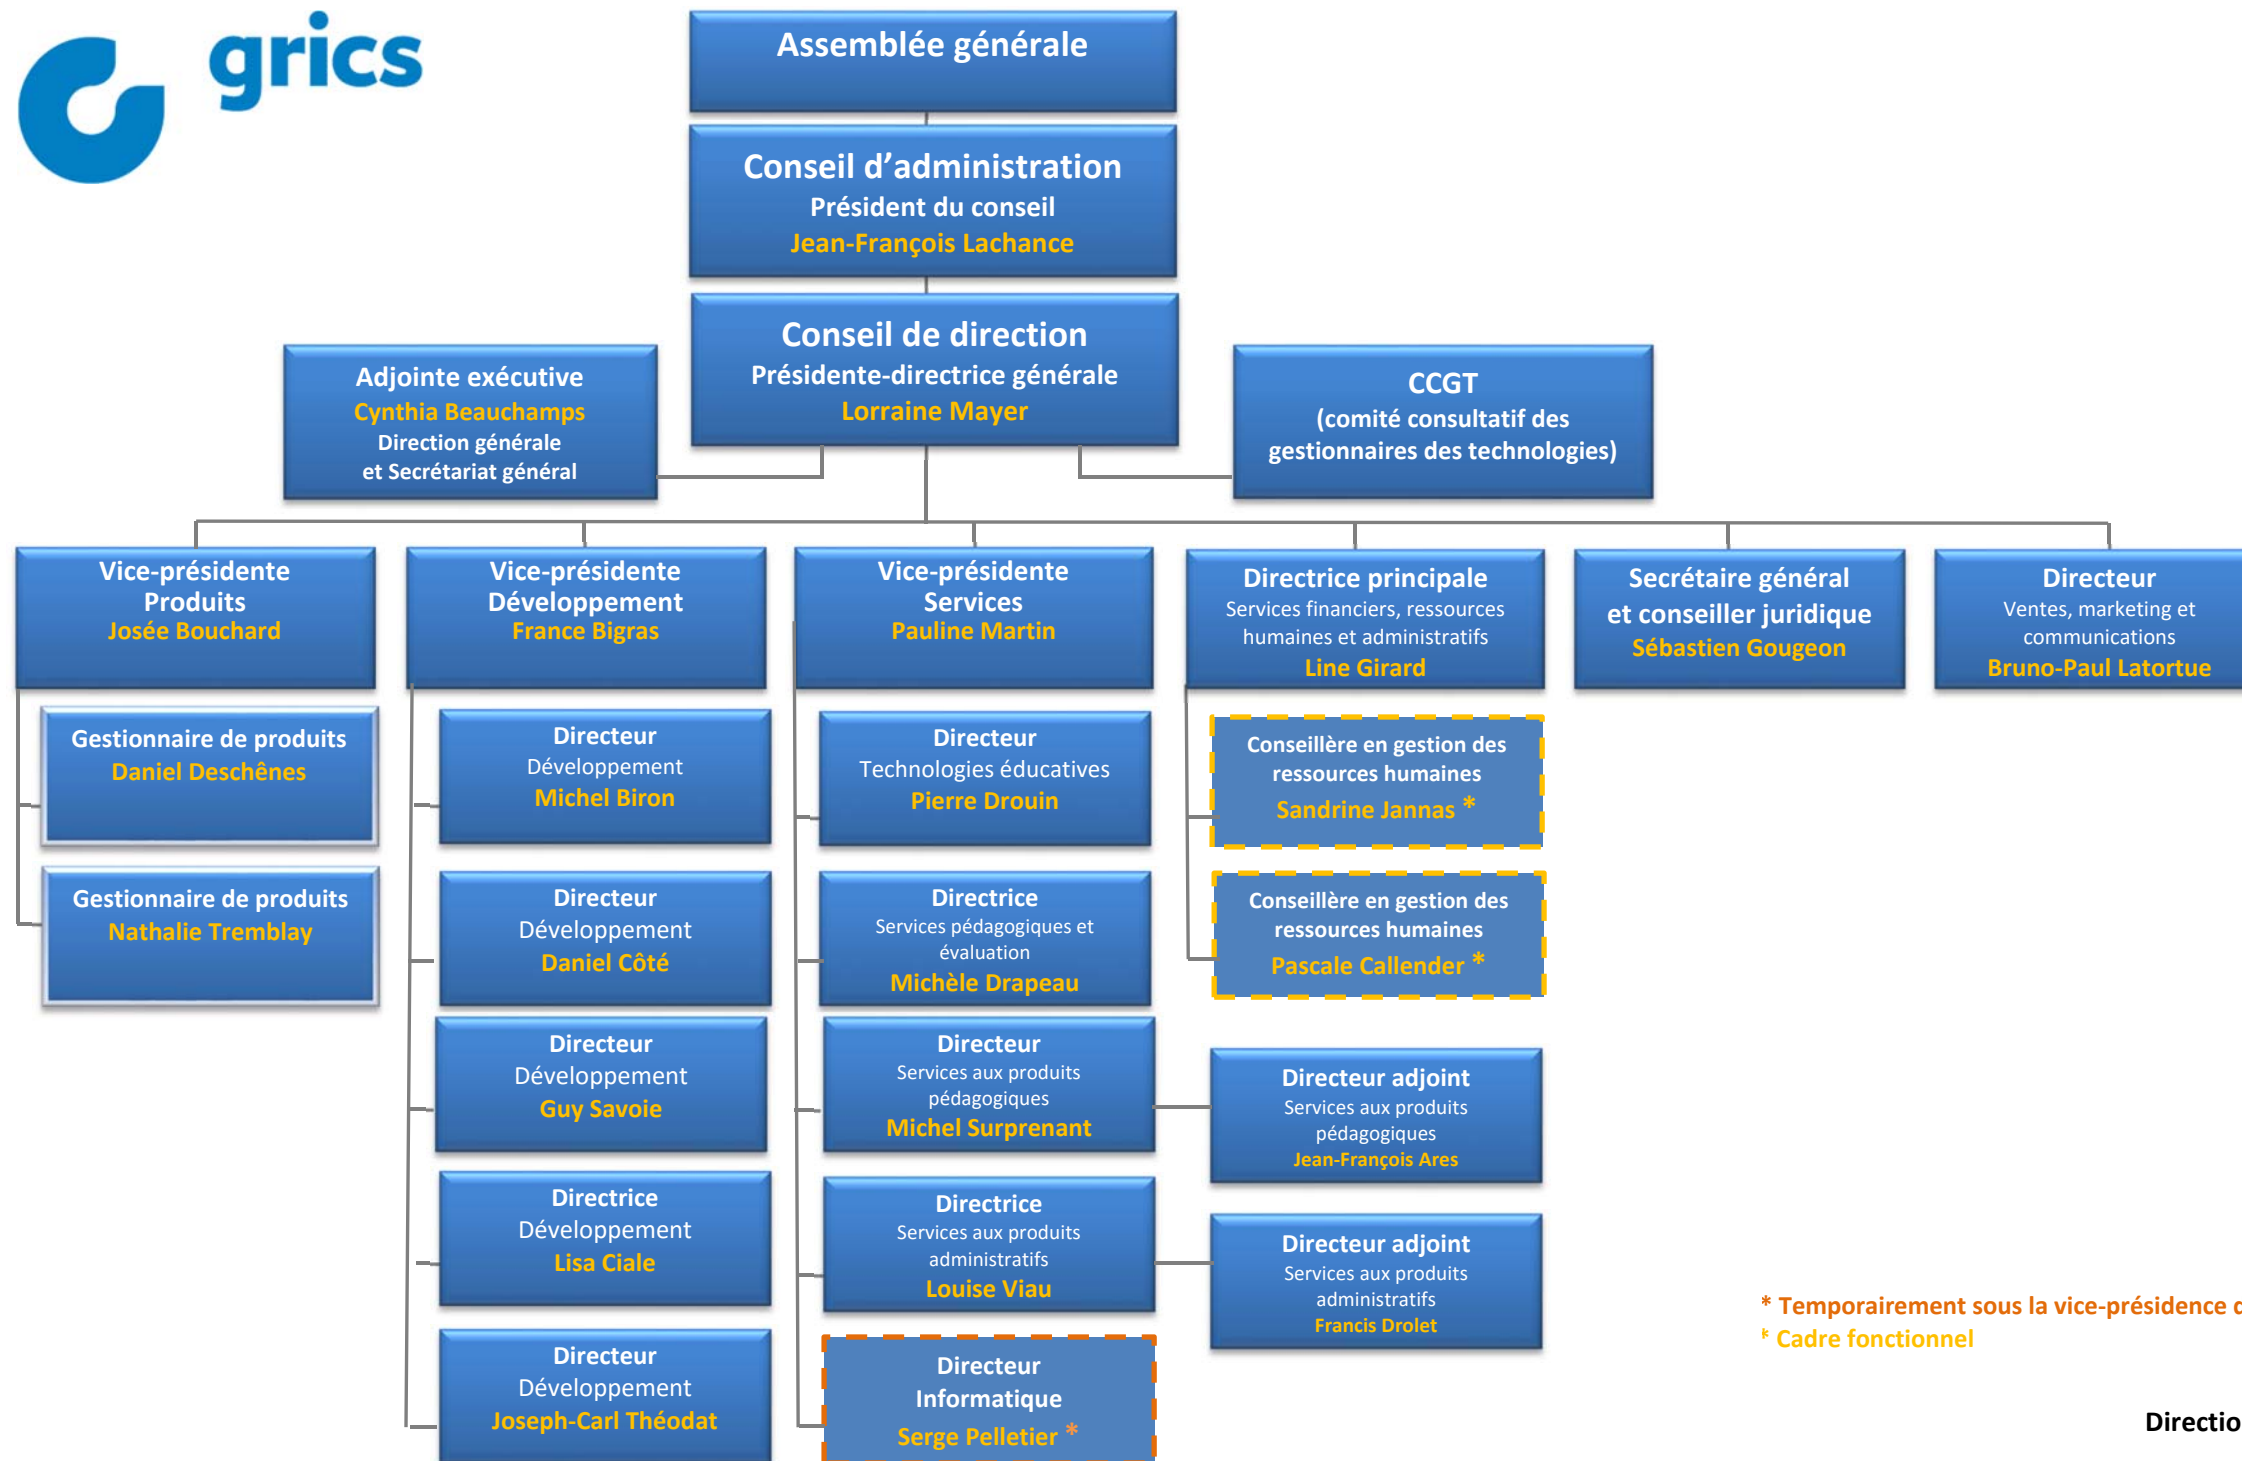 grics
Assemblée générale
Conseil d’administration
Président du conseil
Jean-François Lachance
Conseil de direction
Présidente-directrice générale
Lorraine Mayer
Adjointe exécutive
Cynthia Beauchamps
Direction générale
et Secrétariat général
CCGT
(comité consultatif des
gestionnaires des technologies)
Vice-présidente
Produits
Josée Bouchard
Vice-présidente
Développement
France Bigras
Vice-présidente
Services
Pauline Martin
Directrice principale
Services financiers, ressources
humaines et administratifs
Line Girard
Secrétaire général
et conseiller juridique
Sébastien Gougeon
Directeur
Ventes, marketing et
communications
Bruno-Paul Latortue
Gestionnaire de produits
Daniel Deschênes
Gestionnaire de produits
Nathalie Tremblay
Directeur
Développement
Michel Biron
Directeur
Développement
Daniel Côté
Directeur
Développement
Guy Savoie
Directrice
Développement
Lisa Ciale
Directeur
Développement
Joseph-Carl Théodat
Directeur
Technologies éducatives
Pierre Drouin
Directrice
Services pédagogiques et
évaluation
Michèle Drapeau
Directeur
Services aux produits
pédagogiques
Michel Surprenant
Directrice
Services aux produits
administratifs
Louise Viau
Directeur
Informatique
Serge Pelletier *
Conseillère en gestion des
ressources humaines
Sandrine Jannas *
Conseillère en gestion des
ressources humaines
Pascale Callender *
Directeur adjoint
Services aux produits
pédagogiques
Jean-François Ares
Directeur adjoint
Services aux produits
administratifs
Francis Drolet
* Temporairement sous la vice-présidence
* Cadre fonctionnel
Directio